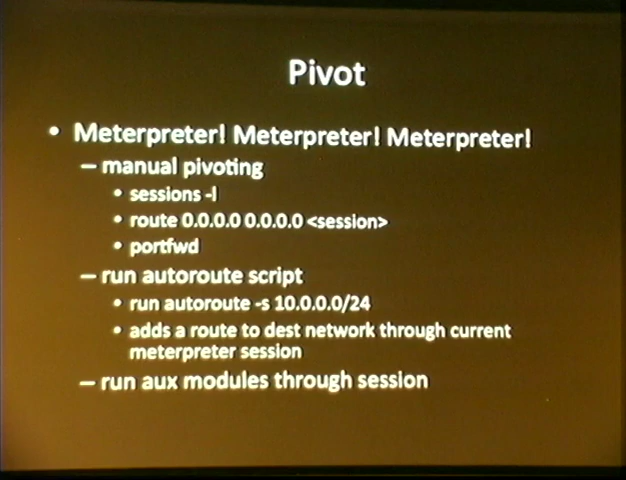 Pivot
• Meterpreter! Meterpreter! Meterpreter!
– manual pivoting
• sessions -l
• route 0.0.0.0 0.0.0.0 <session>
• portfwd
– run autoroute script
• run autoroute -s 10.0.0.0/24
• adds a route to dest network through current
meterpreter session
– run aux modules through session